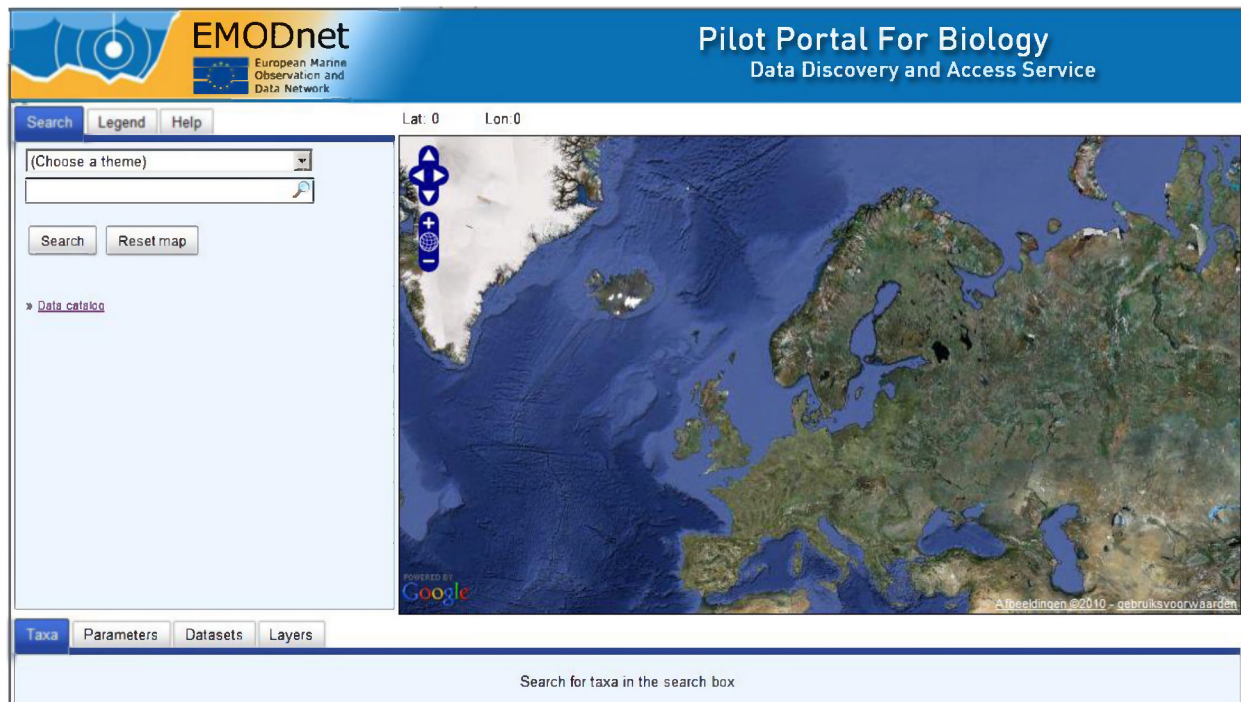 EMODnet
European Marine
Observation and
Data Network
Pilot Portal For Biology
Data Discovery and Access Service
Search
Legend
Help
Lat: 0
Lon:0
(Choose a theme)
Search
Reset map
» Data catalog
POWERED BY
Google
Afbeeldingen ©2010 - gebruiksvoorwaarden
Taxa
Parameters
Datasets
Layers
Search for taxa in the search box